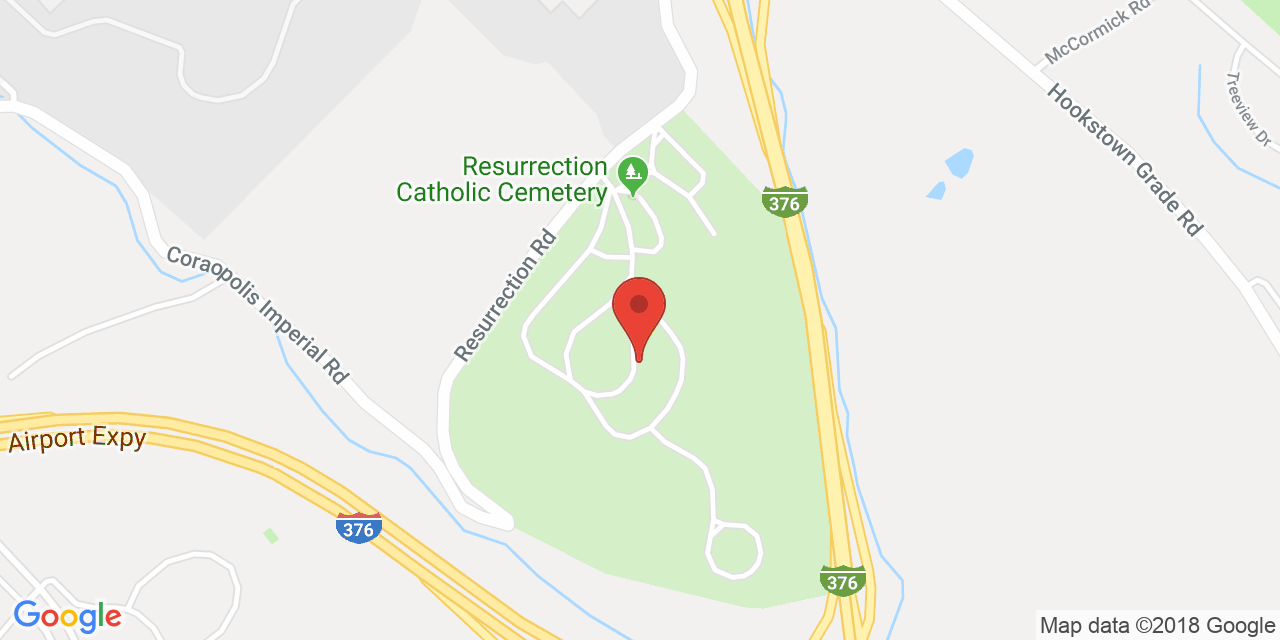 McCormick Rd
Treeview Dr
Hookstown Grade Rd
Resurrection
Catholic Cemetery
376
Resurrection Rd
Coraopolis Imperial Rd
Airport Expy
376
376
Google
Map data ©2018 Google